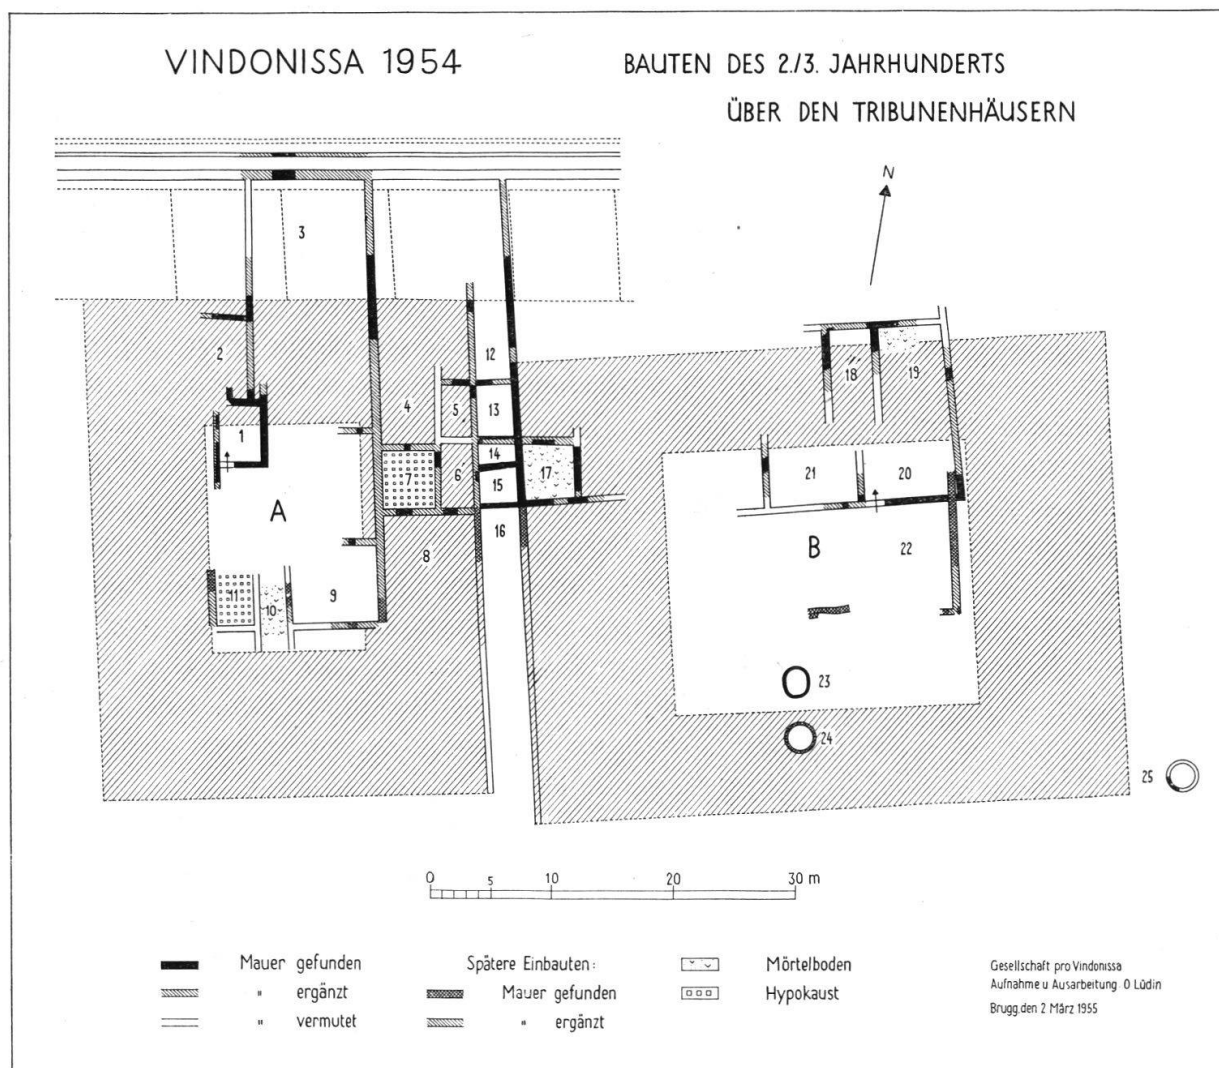 VINDONISSA 1954
BAUTEN DES 2./3. JAHRHUNDERTS
ÜBER DEN TRIBUNENHÄUSERN
N
3
2
12
18
19
1
4
5
13
14
7
6
17
15
21
20
A
16
8
B
22
11
10
9
23
24
25
0 5 10 20 30 m
Mauer gefunden
" ergänzt
" vermutet
Spätere Einbauten:
Mauer gefunden
" ergänzt
Mörtelboden
Hypokaust
Gesellschaft pro Vindonissa
Aufnahme u Ausarbeitung O Lüdin
Brugg, den 2 März 1955